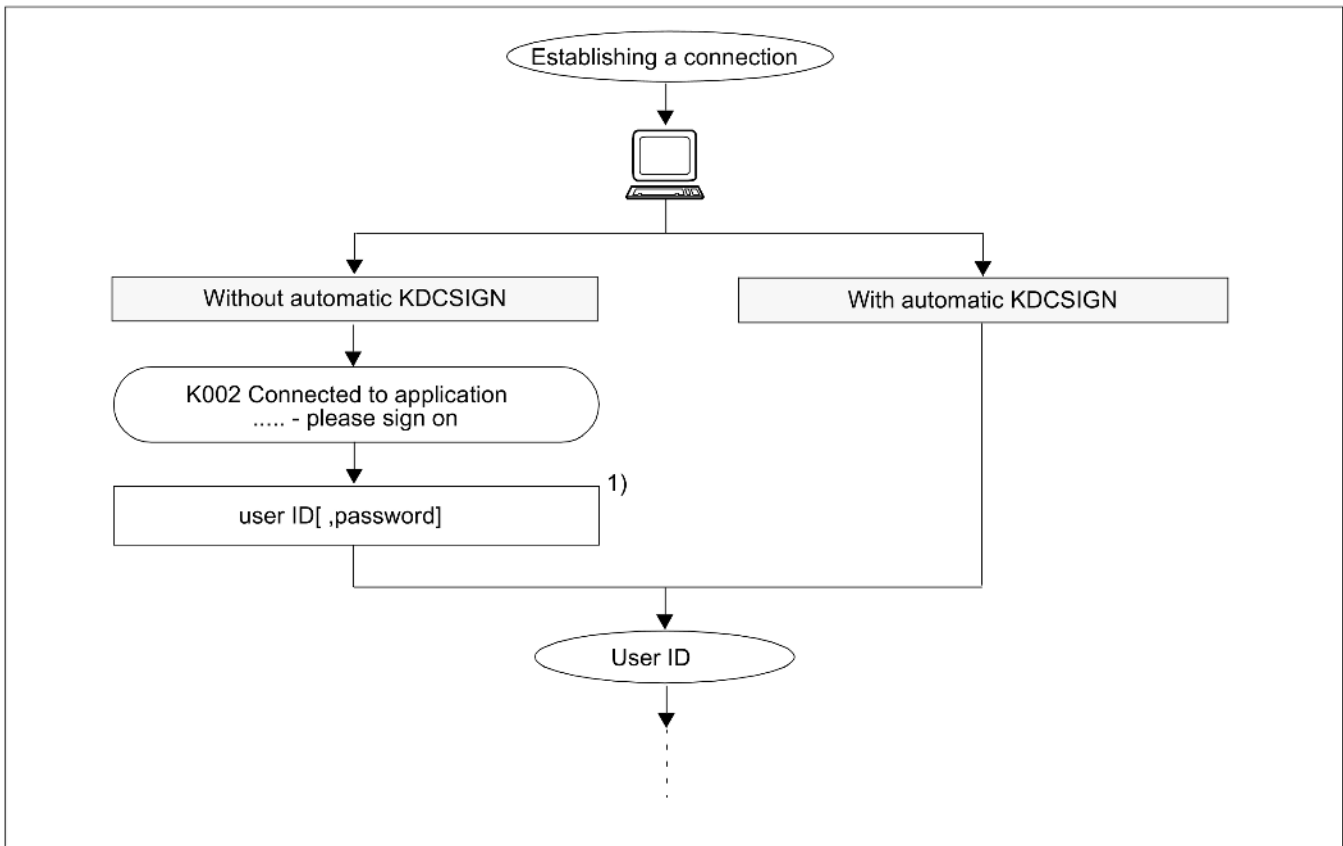 Establishing a connection
Without automatic KDCSIGN
With automatic KDCSIGN
K002 Connected to application
..... - please sign on
1)
user ID[ ,password]
User ID